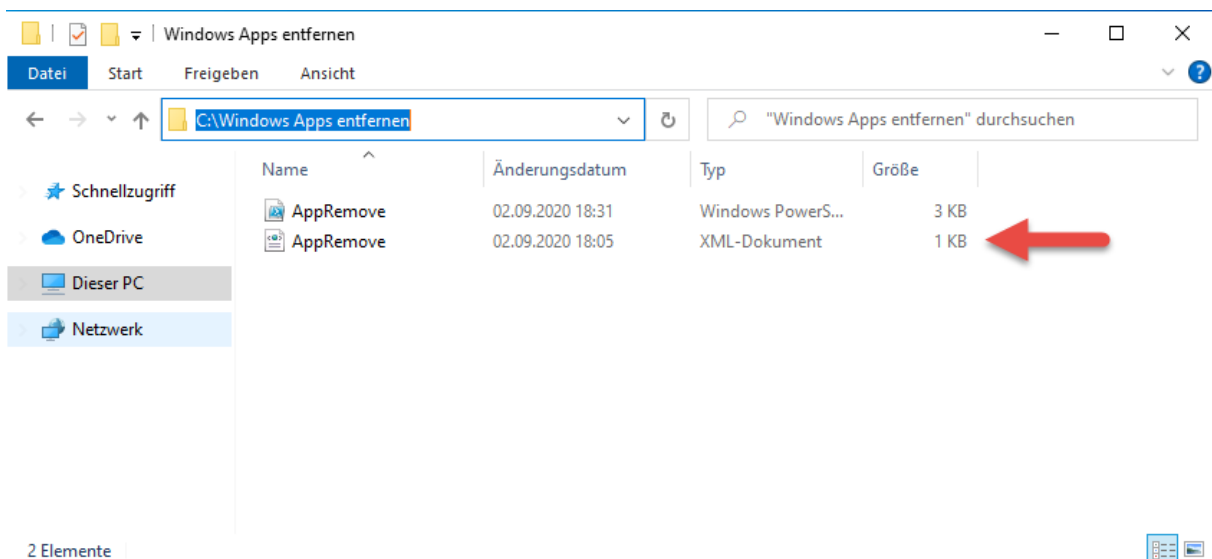 Windows Apps entfernen
Datei Start Freigeben Ansicht
C:\Windows Apps entfernen "Windows Apps entfernen" durchsuchen
Name Änderungsdatum Typ Größe
Schnellzugriff
AppRemove 02.09.2020 18:31 Windows PowerS... 3 KB
OneDrive
AppRemove 02.09.2020 18:05 XML-Dokument 1 KB
Dieser PC
Netzwerk
2 Elemente